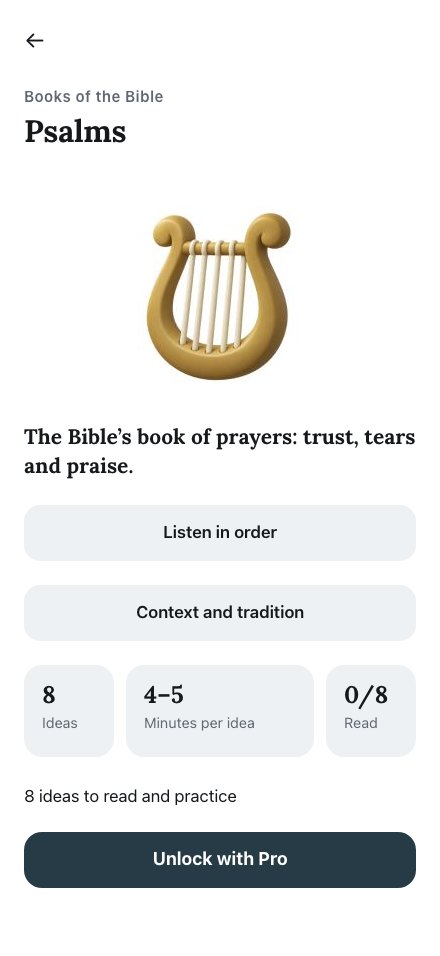 Books of the Bible
Psalms
The Bible’s book of prayers: trust, tears
and praise.
Listen in order
Context and tradition
8
Ideas
4–5
Minutes per idea
0/8
Read
8 ideas to read and practice
Unlock with Pro